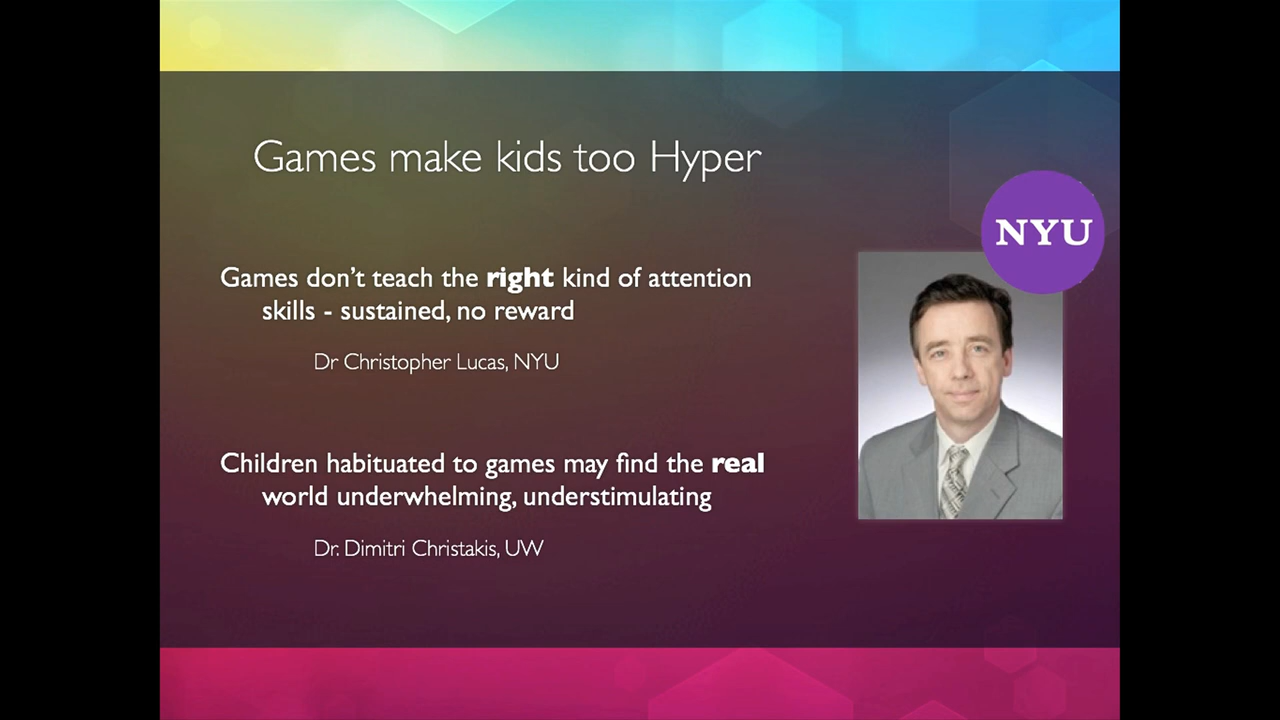 Games make kids too Hyper
NYU
Games don't teach the right kind of attention
skills - sustained, no reward
Dr Christopher Lucas, NYU
Children habituated to games may find the real
world underwhelming, understimulating
Dr. Dimitri Christakis, UW